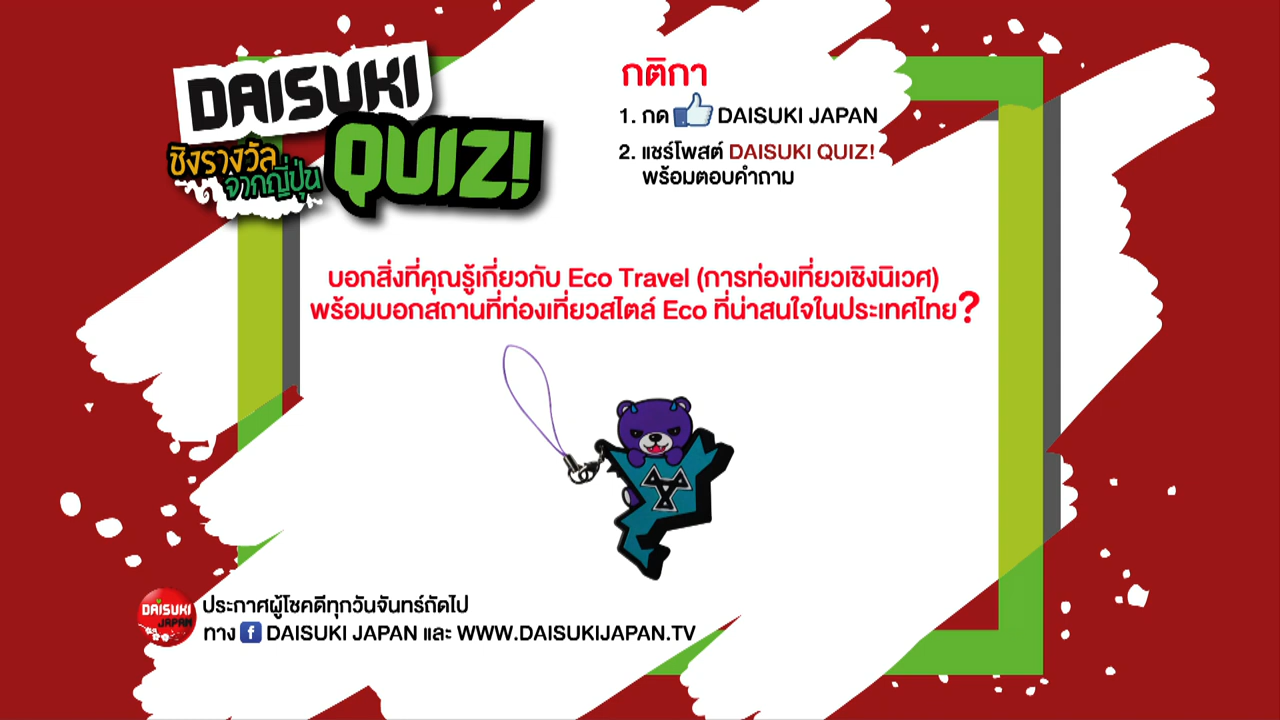 DAISUKI
QUIZ!
ชิงรางวัล
จากญี่ปุ่น
กติกา
1. กด DAISUKI JAPAN
2. แชร์โพสต์ DAISUKI QUIZ!
พร้อมตอบคำถาม
บอกสิ่งที่คุณรู้เกี่ยวกับ Eco Travel (การท่องเที่ยวเชิงนิเวศ)
พร้อมบอกสถานที่ท่องเที่ยวสไตล์ Eco ที่น่าสนใจในประเทศไทย?
DAISUKI
JAPAN
ประกาศผู้โชคดีทุกวันจันทร์ถัดไป
ทาง f DAISUKI JAPAN และ WWW.DAISUKIJAPAN.TV